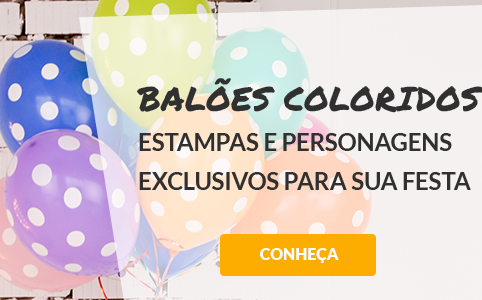 BALÕES COLORIDOS
ESTAMPAS E PERSONAGENS
EXCLUSIVOS PARA SUA FESTA
CONHEÇA